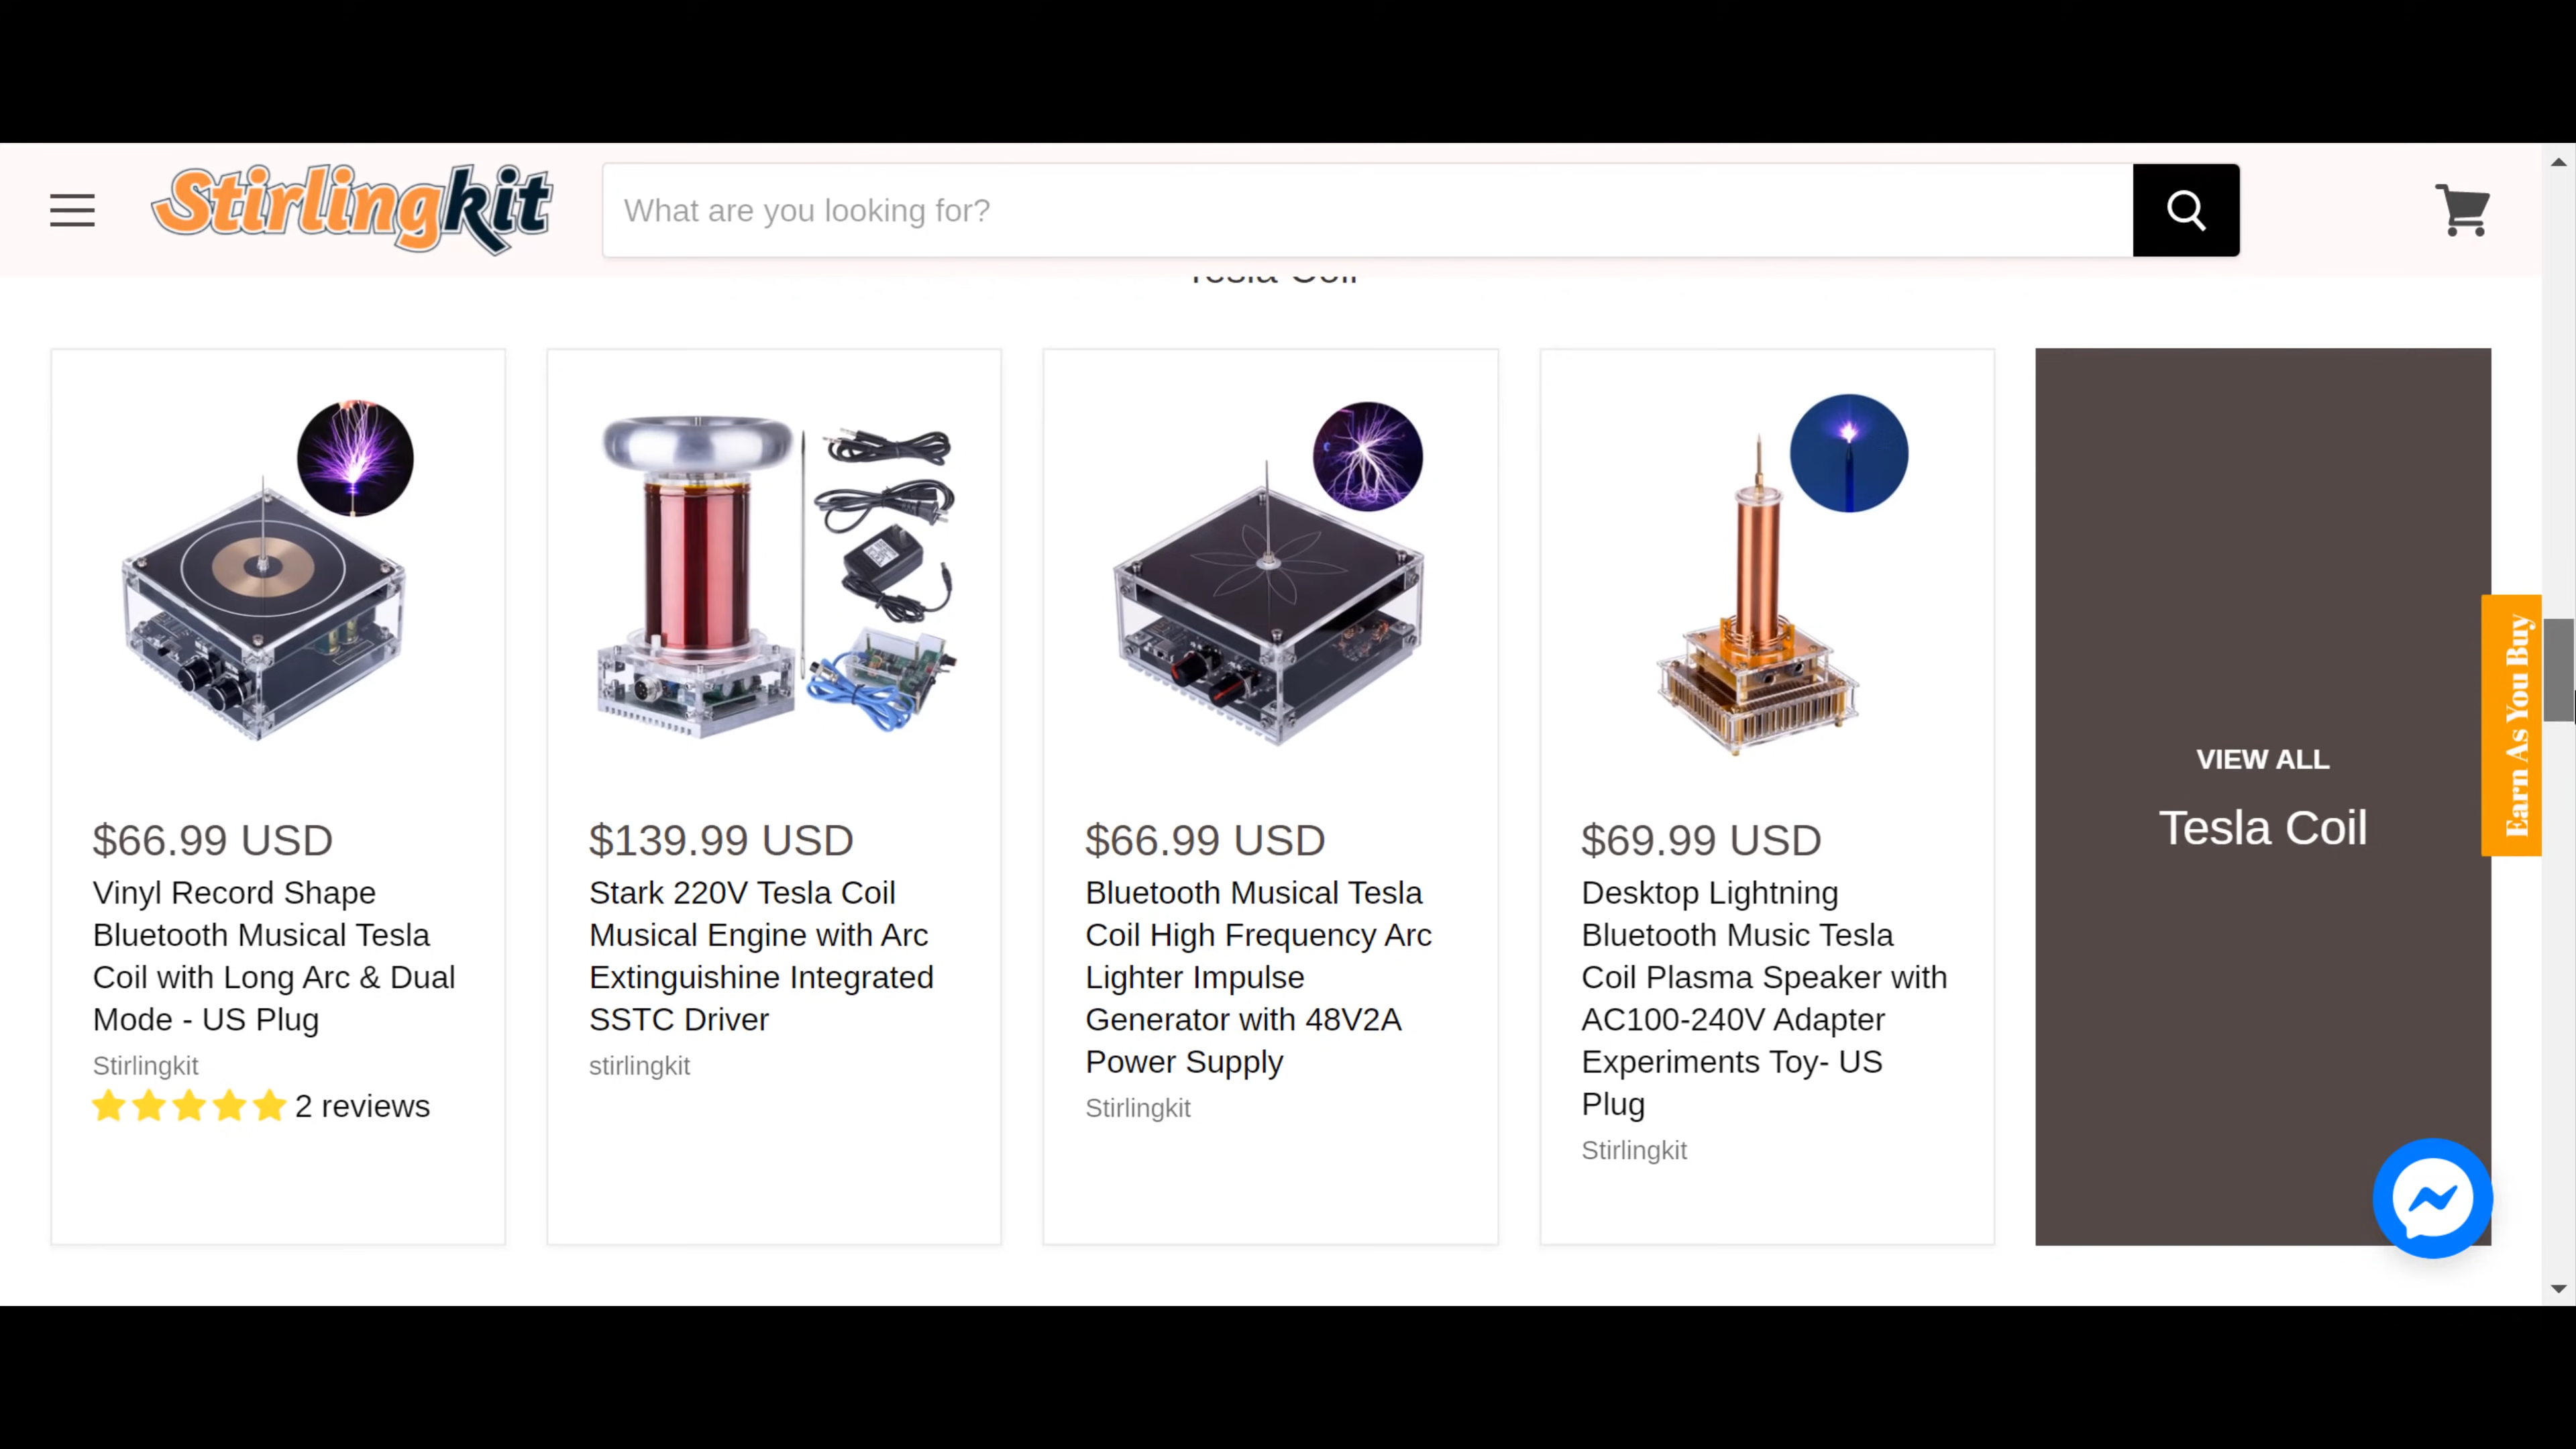 Stirlingkit
What are you looking for?
Tesla Coil
$66.99 USD
Vinyl Record Shape
Bluetooth Musical Tesla
Coil with Long Arc & Dual
Mode - US Plug
Stirlingkit
2 reviews
$139.99 USD
Stark 220V Tesla Coil
Musical Engine with Arc
Extinguishine Integrated
SSTC Driver
stirlingkit
$66.99 USD
Bluetooth Musical Tesla
Coil High Frequency Arc
Lighter Impulse
Generator with 48V2A
Power Supply
Stirlingkit
$69.99 USD
Desktop Lightning
Bluetooth Music Tesla
Coil Plasma Speaker with
AC100-240V Adapter
Experiments Toy- US
Plug
Stirlingkit
VIEW ALL
Tesla Coil
Earn As You Buy